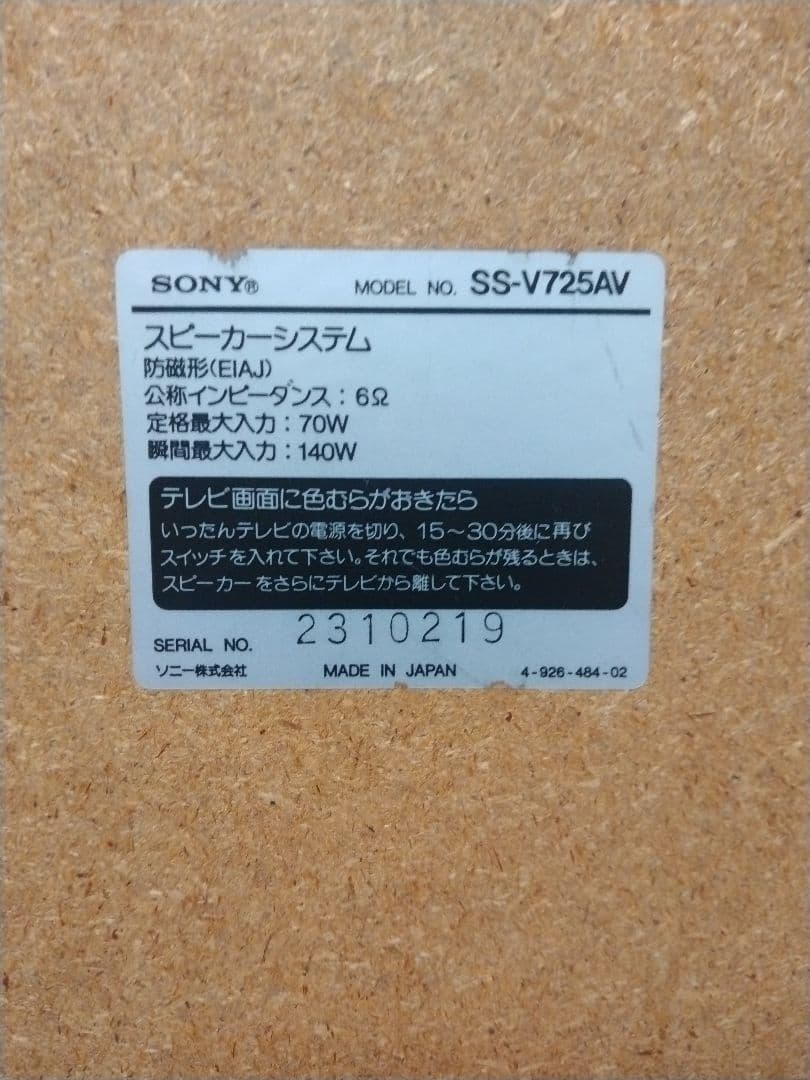 SONY® MODEL NO. SS-V725AV
スピーカーシステム
防磁形(EIAJ)
公称インピーダンス：6Ω
定格最大入力：70W
瞬間最大入力：140W
テレビ画面に色むらがおきたら
いったんテレビの電源を切り、15〜30分後に再び
スイッチを入れて下さい。それでも色むらが残るときは、
スピーカーをさらにテレビから離して下さい。
SERIAL NO. 2310219
ソニー株式会社 MADE IN JAPAN 4-926-484-02